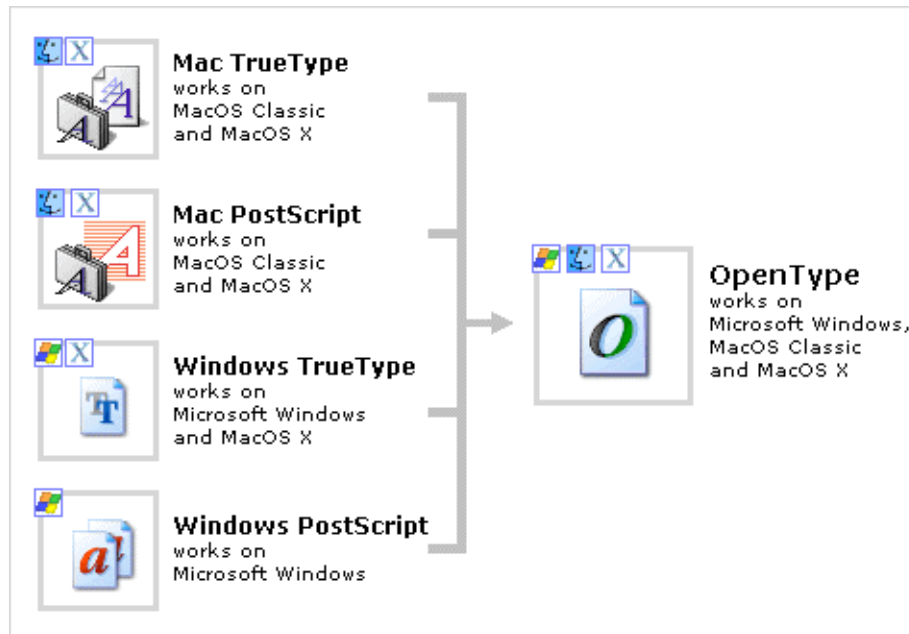 Mac TrueType
works on
MacOS Classic
and MacOS X
Mac PostScript
works on
MacOS Classic
and MacOS X
Windows TrueType
works on
Microsoft Windows
and MacOS X
Windows PostScript
works on
Microsoft Windows
OpenType
works on
Microsoft Windows,
MacOS Classic
and MacOS X